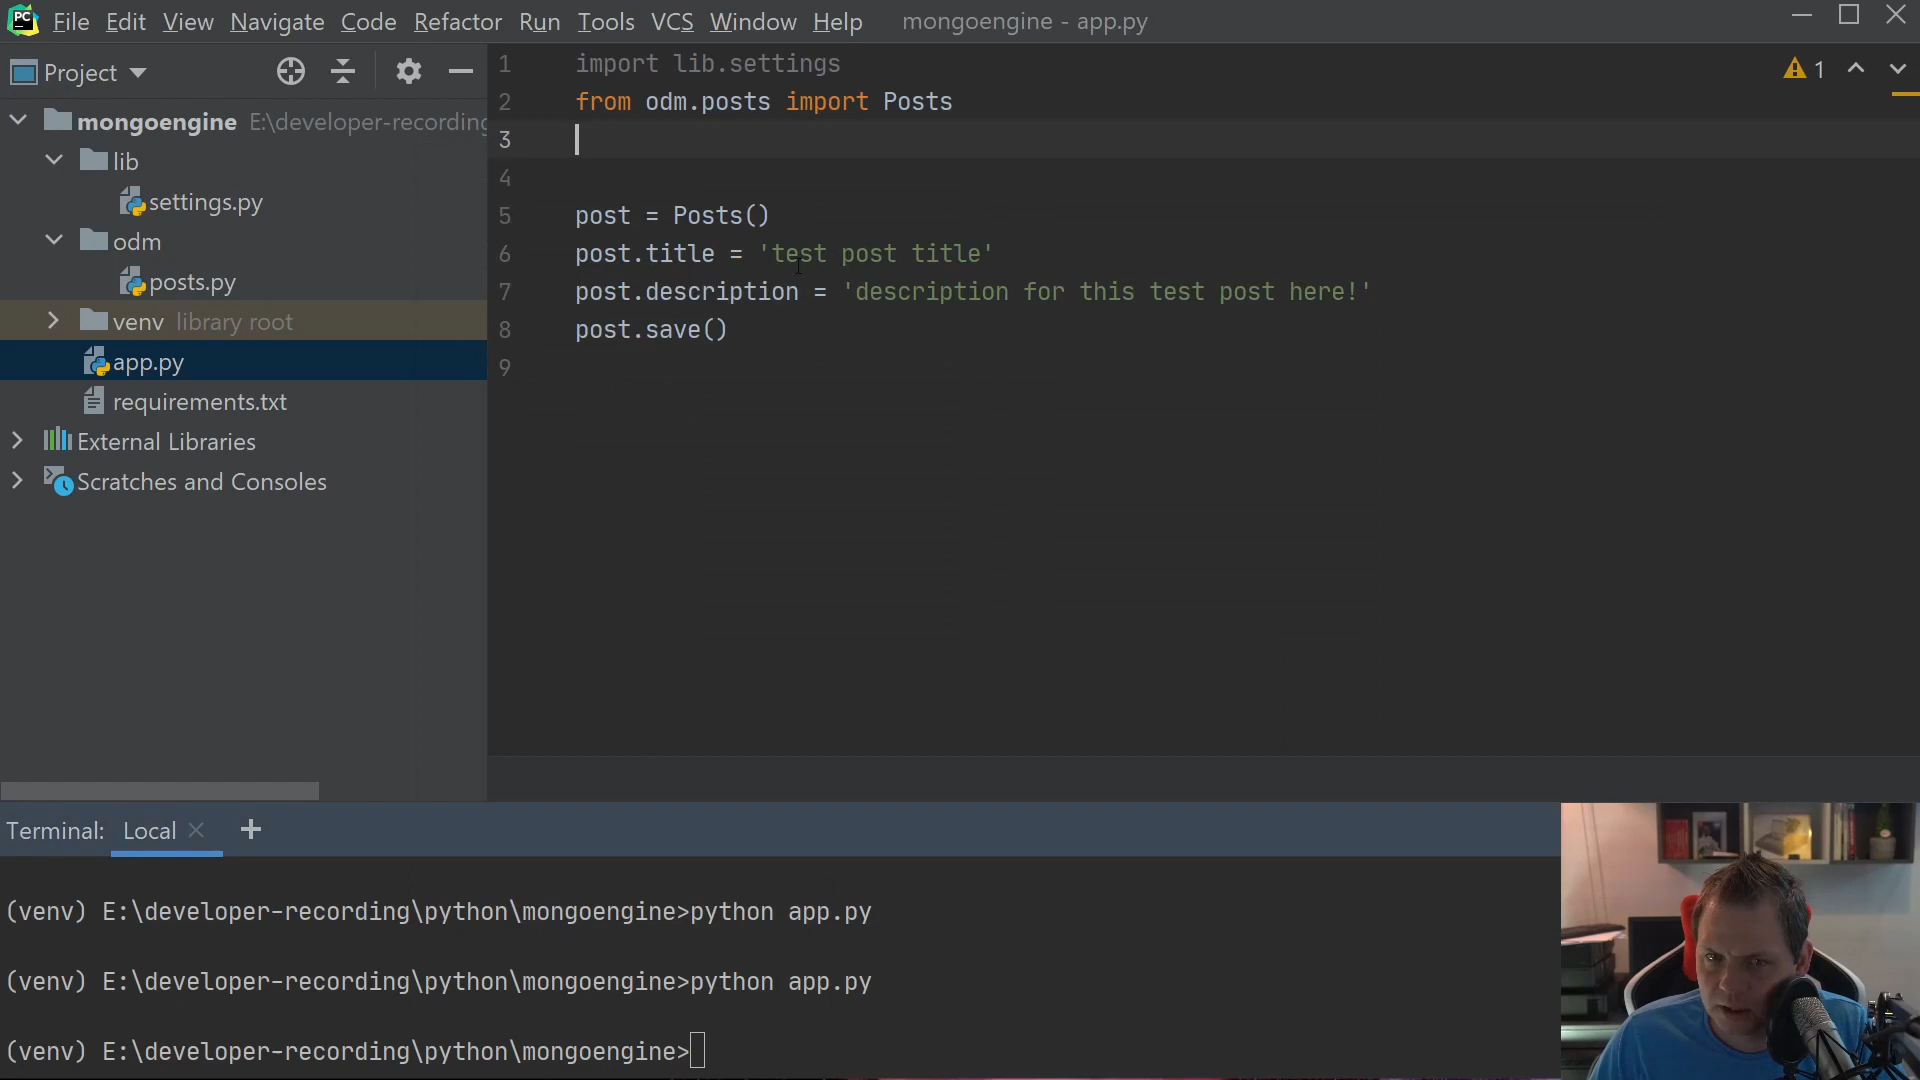 PC File Edit View Navigate Code Refactor Run Tools VCS Window Help mongoengine - app.py
Project
mongoengine E:\developer-recording
lib
settings.py
odm
posts.py
venv library root
app.py
requirements.txt
External Libraries
Scratches and Consoles
1 import lib.settings
2 from odm.posts import Posts
3
4
5 post = Posts()
6 post.title = 'test post title'
7 post.description = 'description for this test post here!'
8 post.save()
9
1
Terminal: Local
(venv) E:\developer-recording\python\mongoengine>python app.py
(venv) E:\developer-recording\python\mongoengine>python app.py
(venv) E:\developer-recording\python\mongoengine>